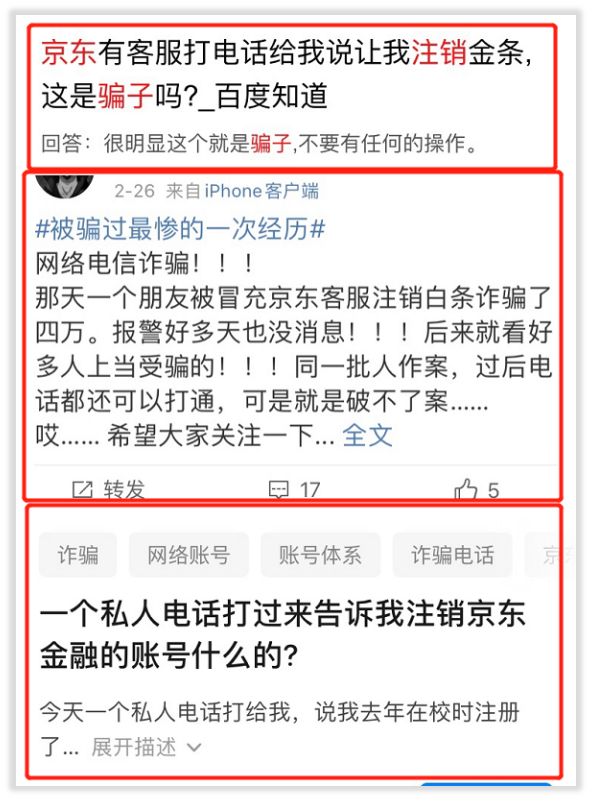 京东有客服打电话给我说让我注销金条,
这是骗子吗?_百度知道
回答：很明显这个就是骗子,不要有任何的操作。
2-26 来自iPhone客户端
#被骗过最惨的一次经历#
网络电信诈骗！！！
那天一个朋友被冒充京东客服注销白条诈骗了
四万。报警好多天也没消息！！！后来就看好
多人上当受骗的！！！同一批人作案，过后电
话都还可以打通，可是就是破不了案......
哎...... 希望大家关注一下... 全文
转发 17 5
诈骗 网络账号 账号体系 诈骗电话 京
一个私人电话打过来告诉我注销京东
金融的账号什么的?
今天一个私人电话打给我，说我去年在校时注册
了... 展开描述